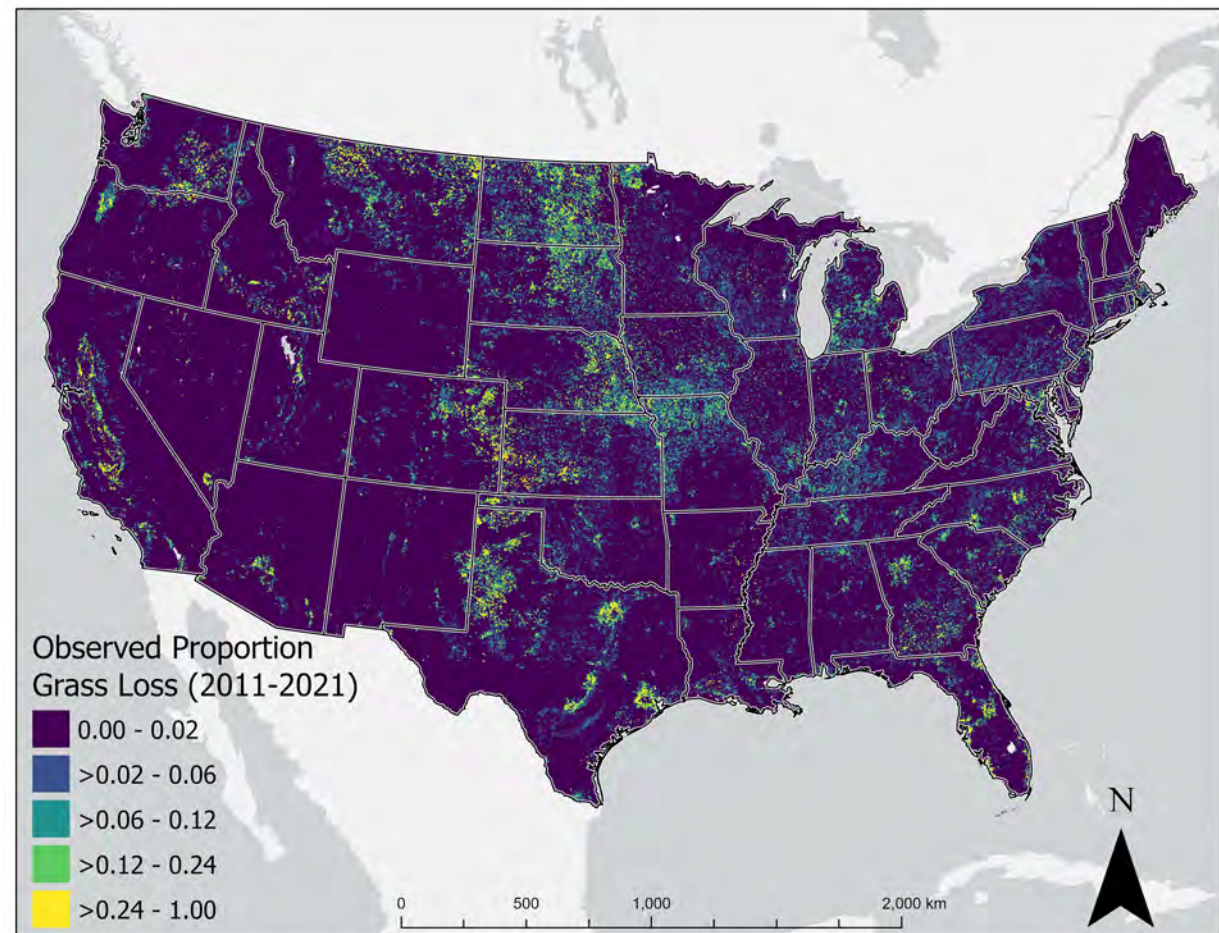 Observed Proportion
Grass Loss (2011-2021)
0.00 - 0.02
>0.02 - 0.06
>0.06 - 0.12
>0.12 - 0.24
>0.24 - 1.00
0 500 1,000 2,000 km
N